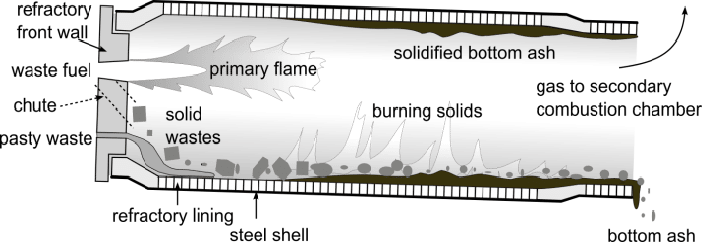 refractory
front wall
waste fuel
chute
pasty waste
primary flame
solid
wastes
solidified bottom ash
burning solids
gas to secondary
combustion chamber
refractory lining
steel shell
bottom ash